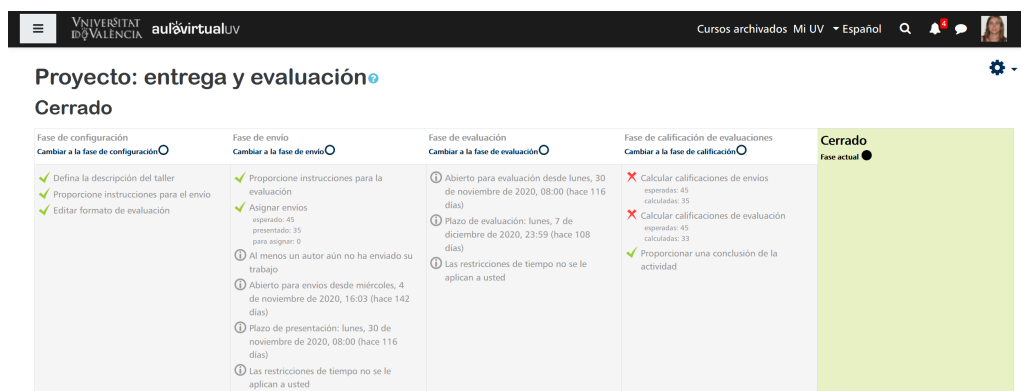 VNIVERSITAT
ID VALÈNCIA aulavirtualuv
Cursos archivados Mi UV Español 4
Proyecto: entrega y evaluación
Cerrado
Fase de configuración
Cambiar a la fase de configuración
Defina la descripción del taller
Proporcione instrucciones para el envío
Editar formato de evaluación
Fase de envío
Cambiar a la fase de envío
Proporcione instrucciones para la
evaluación
Asignar envíos
esperado: 45
presentado: 35
para asignar: 0
Al menos un autor aún no ha enviado su
trabajo
Abierto para envíos desde miércoles, 4
de noviembre de 2020, 16:03 (hace 142
días)
Plazo de presentación: lunes, 30 de
noviembre de 2020, 08:00 (hace 116
días)
Las restricciones de tiempo no se le
aplican a usted
Fase de evaluación
Cambiar a la fase de evaluación
Abierto para evaluación desde lunes, 30
de noviembre de 2020, 08:00 (hace 116
días)
Plazo de evaluación: lunes, 7 de
diciembre de 2020, 23:59 (hace 108
días)
Las restricciones de tiempo no se le
aplican a usted
Fase de calificación de evaluaciones
Cambiar a la fase de calificación
Calcular calificaciones de envíos
esperadas: 45
calculadas: 35
Calcular calificaciones de evaluación
esperadas: 45
calculadas: 33
Proporcionar una conclusión de la
actividad
Cerrado
Fase actual